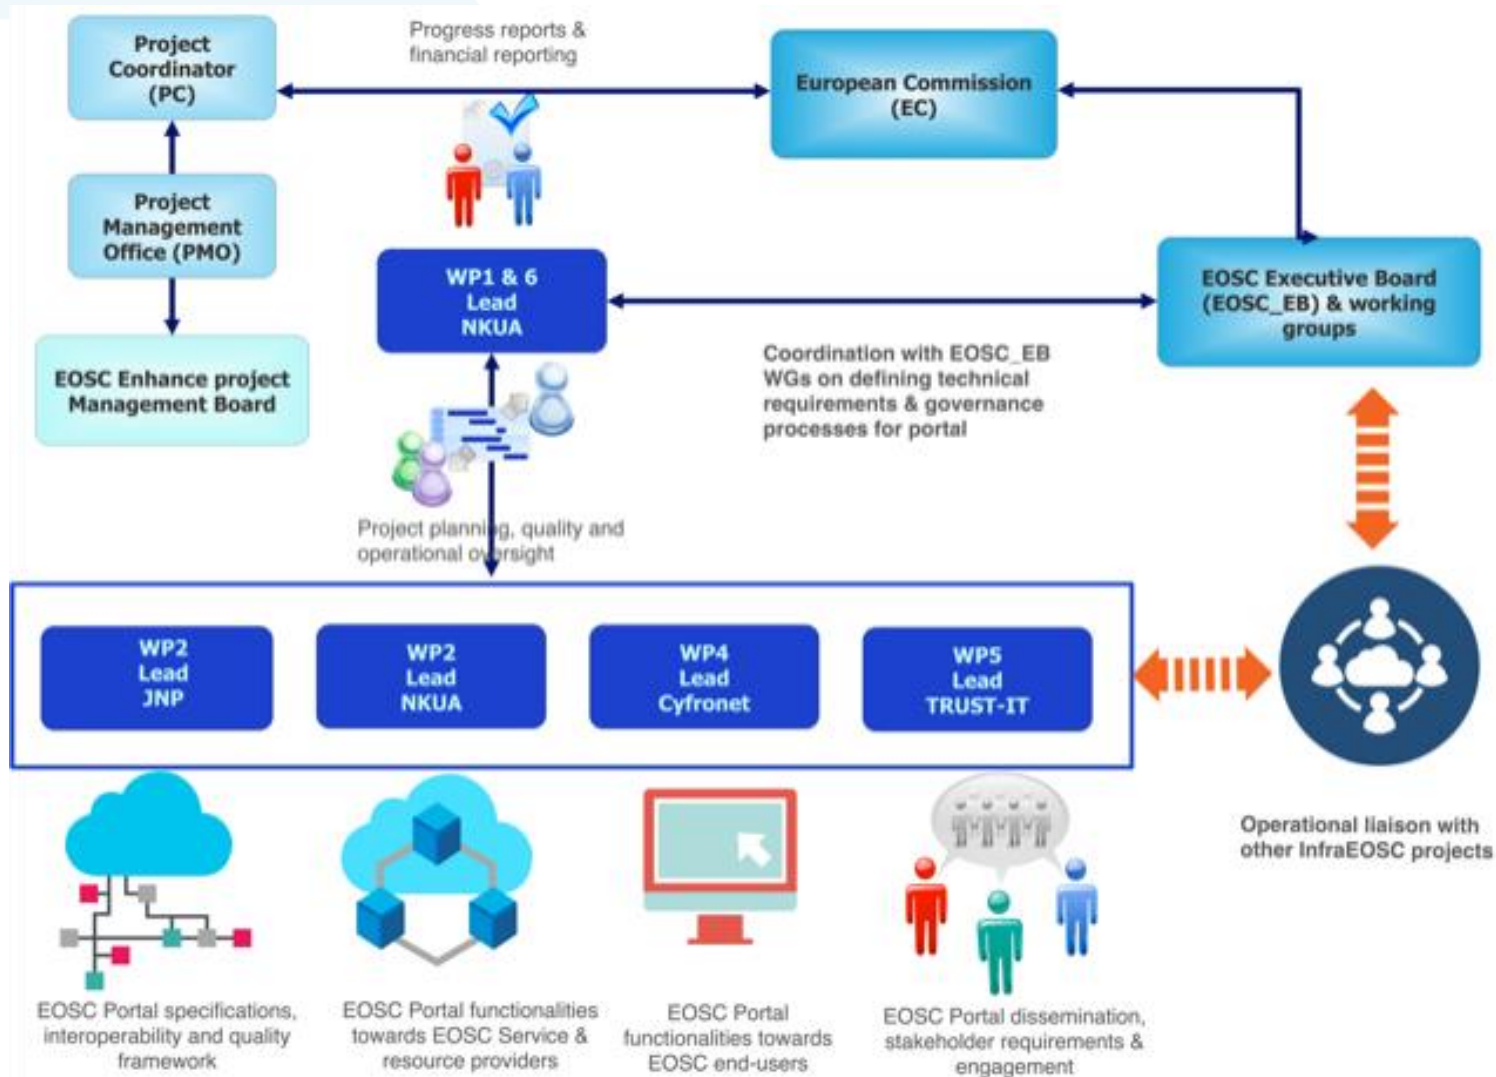 Project
Coordinator
(PC)
Progress reports &
financial reporting
European Commission
(EC)
Project
Management
Office (PMO)
WP1 & 6
Lead
NKUA
EOSC Executive Board
(EOSC_EB) & working
groups
EOSC Enhance project
Management Board
Coordination with EOSC_EB
WGs on defining technical
requirements & governance
processes for portal
Project planning, quality and
operational oversight
WP2
Lead
JNP
WP2
Lead
NKUA
WP4
Lead
Cyfronet
WP5
Lead
TRUST-IT
Operational liaison with
other InfraEOSC projects
EOSC Portal specifications,
interoperability and quality
framework
EOSC Portal functionalities
towards EOSC Service &
resource providers
EOSC Portal
functionalities towards
EOSC end-users
EOSC Portal dissemination,
stakeholder requirements &
engagement